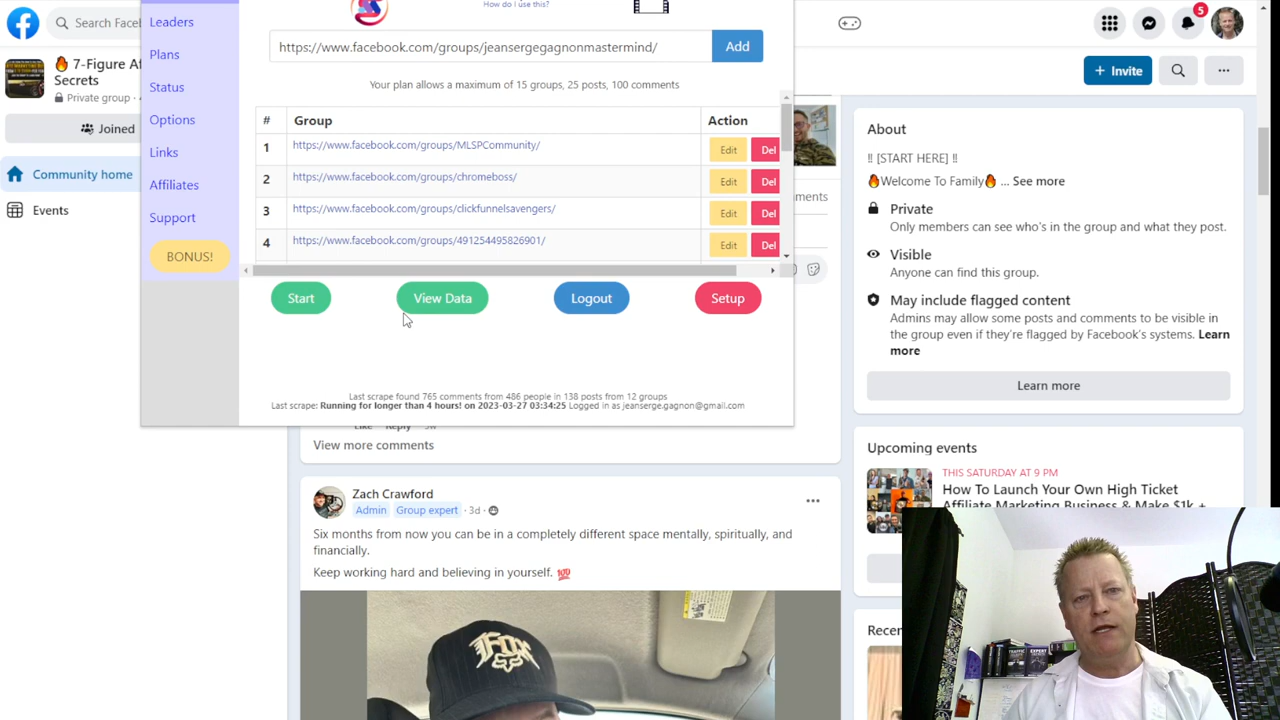 Search Faceb
5
🔥 7-Figure Af
Secrets
Private group ·
Joined
Community home
Events
Leaders
Plans
Status
Options
Links
Affiliates
Support
BONUS!
How do I use this?
https://www.facebook.com/groups/jeansergegagnonmastermind/
Add
Your plan allows a maximum of 15 groups, 25 posts, 100 comments
# Group Action
1 https://www.facebook.com/groups/MLSPCommunity/ Edit Del
2 https://www.facebook.com/groups/chromeboss/ Edit Del
3 https://www.facebook.com/groups/clickfunnelsavengers/ Edit Del
4 https://www.facebook.com/groups/491254495826901/ Edit Del
Start
View Data
Logout
Setup
Last scrape found 765 comments from 486 people in 138 posts from 12 groups
Last scrape: Running for longer than 4 hours! on 2023-03-27 03:34:25 Logged in as jeanserge.gagnon@gmail.com
mments
View more comments
Zach Crawford
Admin Group expert · 3d ·
Six months from now you can be in a completely different space mentally, spiritually, and
financially.
Keep working hard and believing in yourself. 💯
FOX
+ Invite
About
‼️ [START HERE] ‼️
🔥Welcome To Family🔥 ... See more
Private
Only members can see who's in the group and what they post.
Visible
Anyone can find this group.
May include flagged content
Admins may allow some posts and comments to be visible in
the group even if they're flagged by Facebook's systems. Learn
more
Learn more
Upcoming events
THIS SATURDAY AT 9 PM
How To Launch Your Own High Ticket
Affiliate Marketing Business & Make $1k +
Recen
TRAFFIC
EXPERT